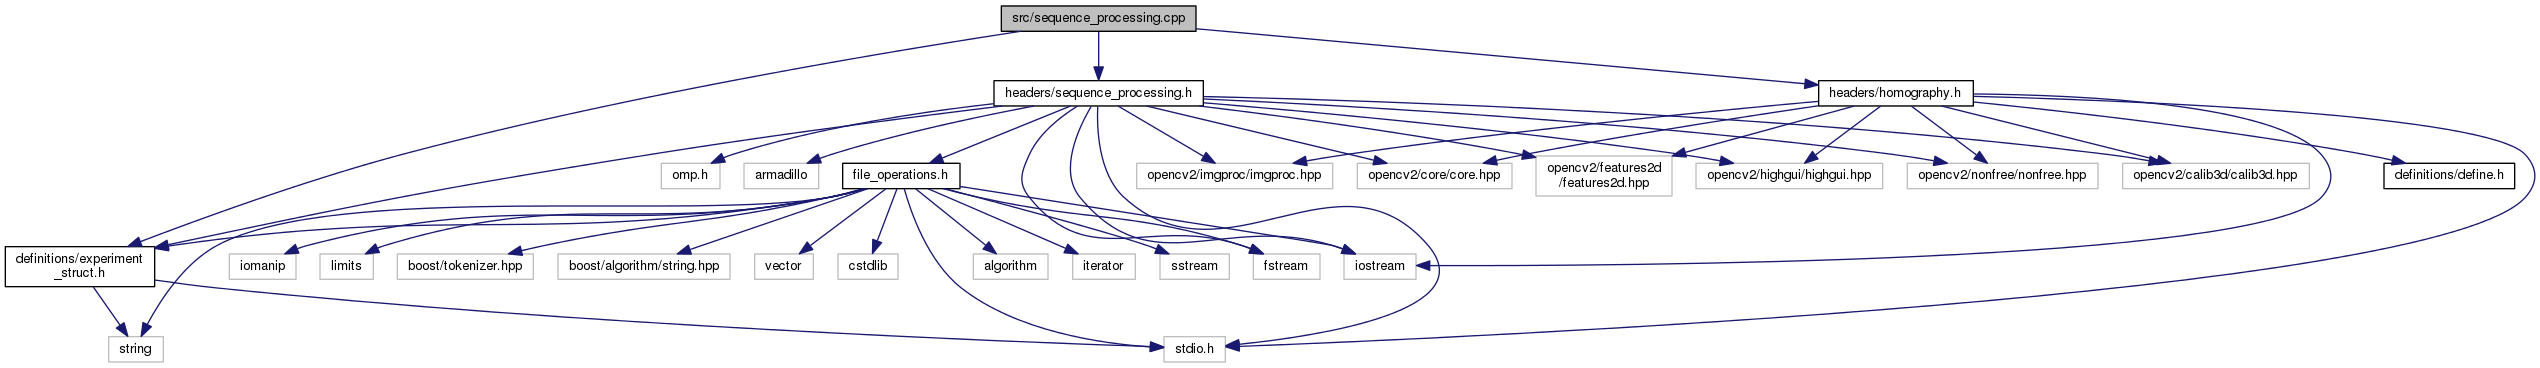 src/sequence_processing.cpp
headers/sequence_processing.h
headers/homography.h
omp.h
armadillo
file_operations.h
opencv2/imgproc/imgproc.hpp
opencv2/core/core.hpp
opencv2/features2d
/features2d.hpp
opencv2/highgui/highgui.hpp
opencv2/nonfree/nonfree.hpp
opencv2/calib3d/calib3d.hpp
definitions/define.h
definitions/experiment
_struct.h
iomanip
limits
boost/tokenizer.hpp
boost/algorithm/string.hpp
vector
cstdlib
algorithm
iterator
sstream
fstream
iostream
string
stdio.h